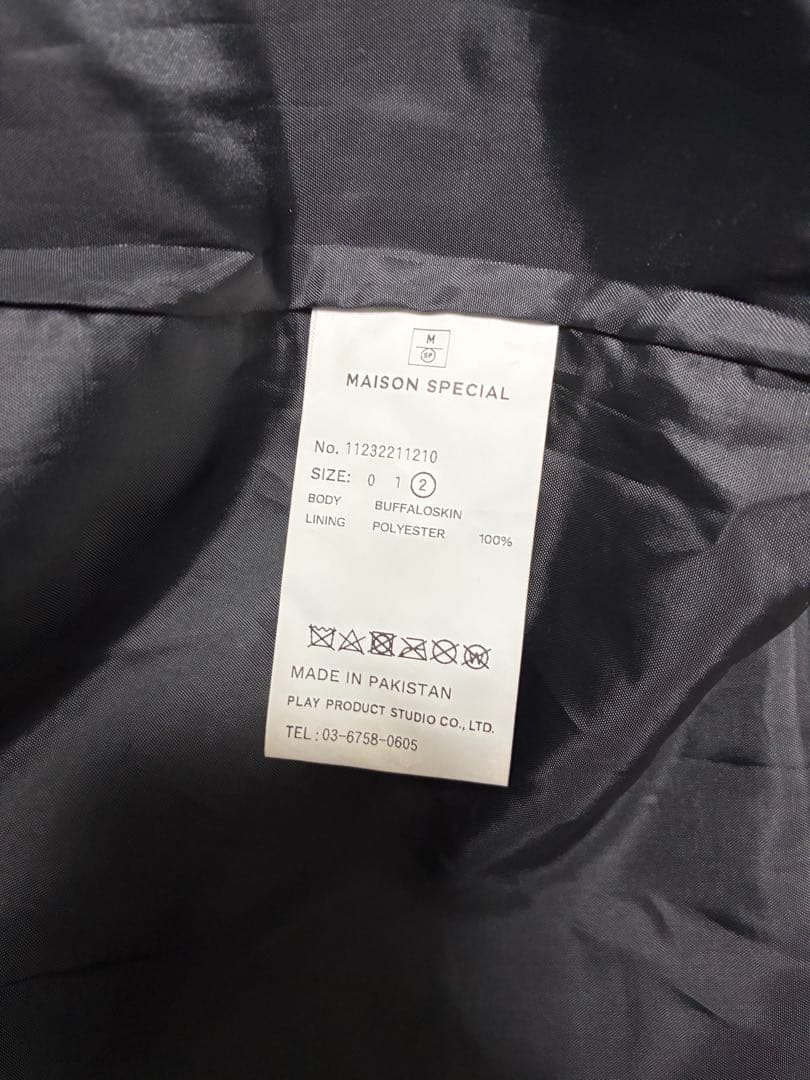 M
SP
MAISON SPECIAL
No. 11232211210
SIZE: 0 1 2
BODY BUFFALOSKIN
LINING POLYESTER 100%
W
MADE IN PAKISTAN
PLAY PRODUCT STUDIO CO., LTD.
TEL : 03-6758-0605